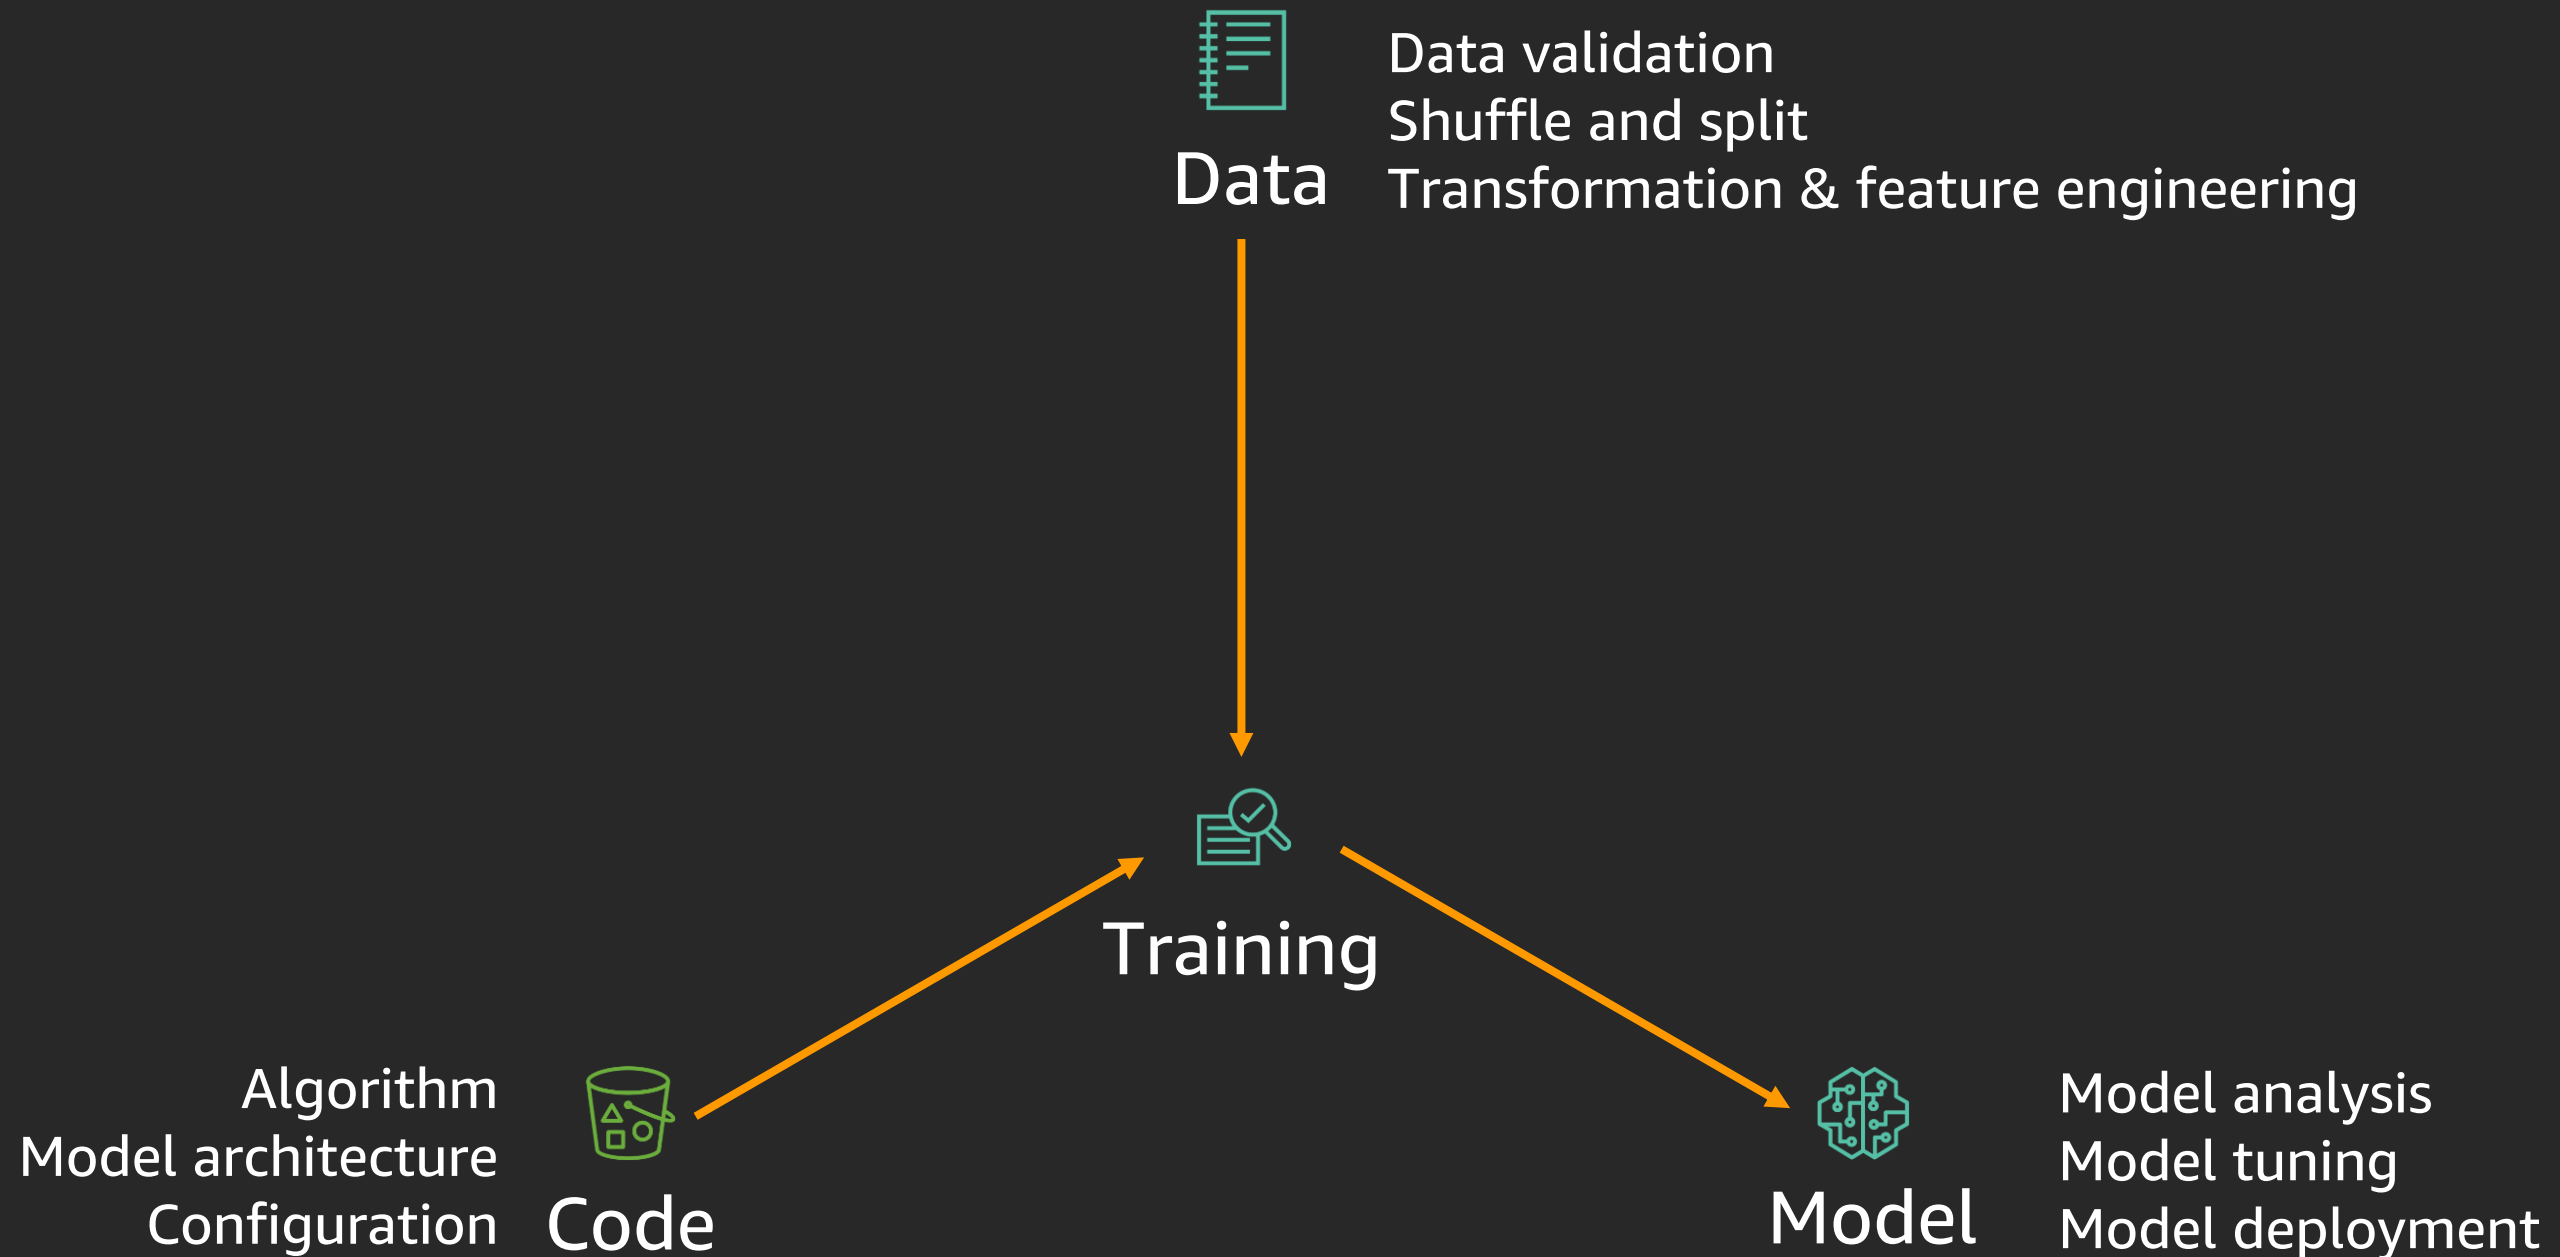 Data validation
Shuffle and split
Data
Transformation & feature engineering
Training
Algorithm
Model architecture
Configuration
Code
Model
Model analysis
Model tuning
Model deployment